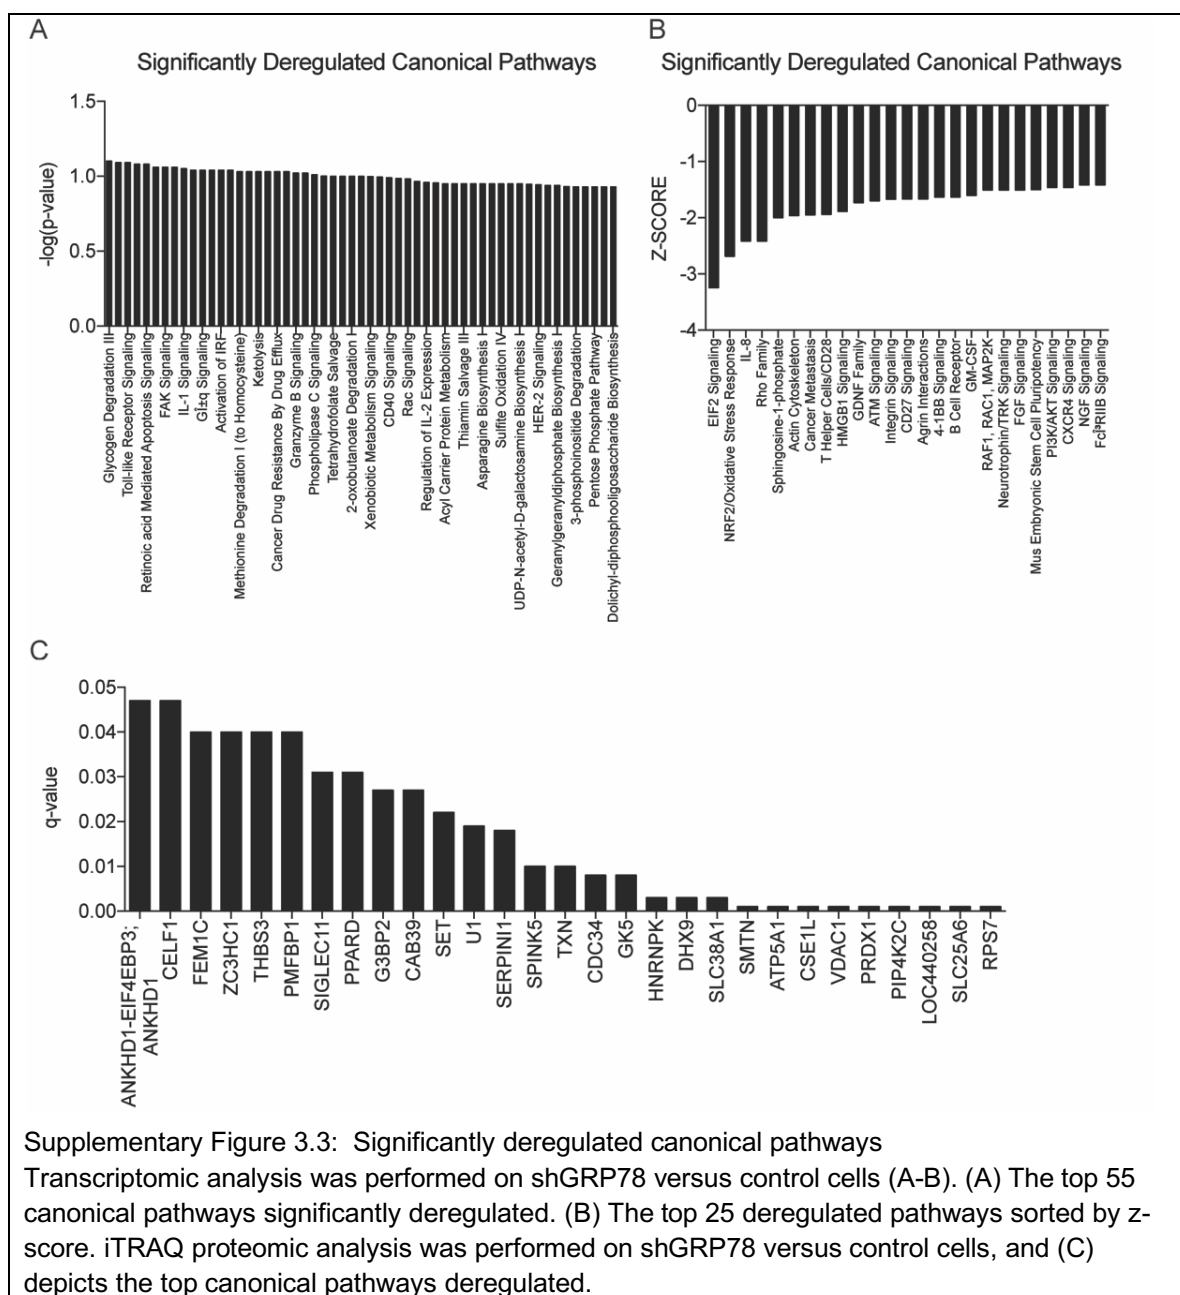 A
Significantly Deregulated Canonical Pathways
-log(p-value)
1.5
1.0
0.5
0.0
Glycogen Degradation III
Toll-like Receptor Signaling
Retinoic acid Mediated Apoptosis Signaling
FAK Signaling
IL-1 Signaling
Gl±q Signaling
Activation of IRF
Methionine Degradation I (to Homocysteine)
Ketolysis
Cancer Drug Resistance By Drug Efflux
Granzyme B Signaling
Phospholipase C Signaling
Tetrahydrofolate Salvage
2-oxobutanoate Degradation I
Xenobiotic Metabolism Signaling
CD40 Signaling
Rac Signaling
Regulation of IL-2 Expression
Acyl Carrier Protein Metabolism
Thiamin Salvage III
Asparagine Biosynthesis I
Sulfite Oxidation IV
UDP-N-acetyl-D-galactosamine Biosynthesis II
HER-2 Signaling
Geranylgeranyldiphosphate Biosynthesis I
3-phosphoinositide Degradation
Pentose Phosphate Pathway
Dolichyl-diphosphooligosaccharide Biosynthesis
B
Significantly Deregulated Canonical Pathways
Z-SCORE
0
-1
-2
-3
-4
EIF2 Signaling
NRF2/Oxidative Stress Response
IL-8
Rho Family
Sphingosine-1-phosphate
Actin Cytoskeleton
Cancer Metastasis
T Helper Cells/CD28
HMGB1 Signaling
GDNF Family
ATM Signaling
Integrin Signaling
CD27 Signaling
Agrin Interactions
4-1BB Signaling
B Cell Receptor
GM-CSF
RAF1, RAC1, MAP2K
Neurotrophin/TRK Signaling
FGF Signaling
Mus Embryonic Stem Cell Pluripotency
PI3K/AKT Signaling
CXCR4 Signaling
NGF Signaling
FcÎ³RIIB Signaling
C
q-value
0.05
0.04
0.03
0.02
0.01
0.00
ANKHD1-EIF4EBP3;
ANKHD1
CELF1
FEM1C
ZC3HC1
THBS3
PMFBP1
SIGLEC11
PPARD
G3BP2
CAB39
SET
U1
SERPINI1
SPINK5
TXN
CDC34
GK5
HNRNPK
DHX9
SLC38A1
SMTN
ATP5A1
CSE1L
VDAC1
PRDX1
PIP4K2C
LOC440258
SLC25A6
RPS7
Supplementary Figure 3.3:  Significantly deregulated canonical pathways
Transcriptomic analysis was performed on shGRP78 versus control cells (A-B). (A) The top 55
canonical pathways significantly deregulated. (B) The top 25 deregulated pathways sorted by z-
score. iTRAQ proteomic analysis was performed on shGRP78 versus control cells, and (C)
depicts the top canonical pathways deregulated.